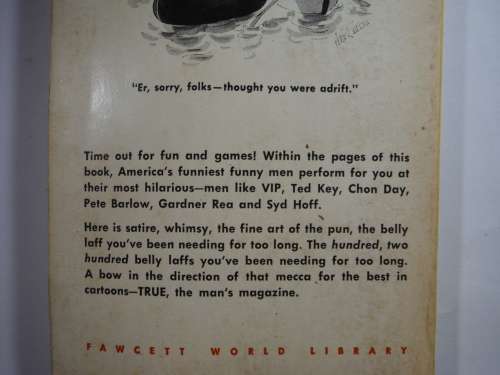 "Er, sorry, folks—thought you were adrift."
Time out for fun and games! Within the pages of this
book, America's funniest funny men perform for you at
their most hilarious—men like VIP, Ted Key, Chon Day,
Pete Barlow, Gardner Rea and Syd Hoff.
Here is satire, whimsy, the fine art of the pun, the belly
laff you've been needing for too long. The hundred, two
hundred belly laffs you've been needing for too long.
A bow in the direction of that mecca for the best in
cartoons—TRUE, the man's magazine.
FAWCETT WORLD LIBRARY